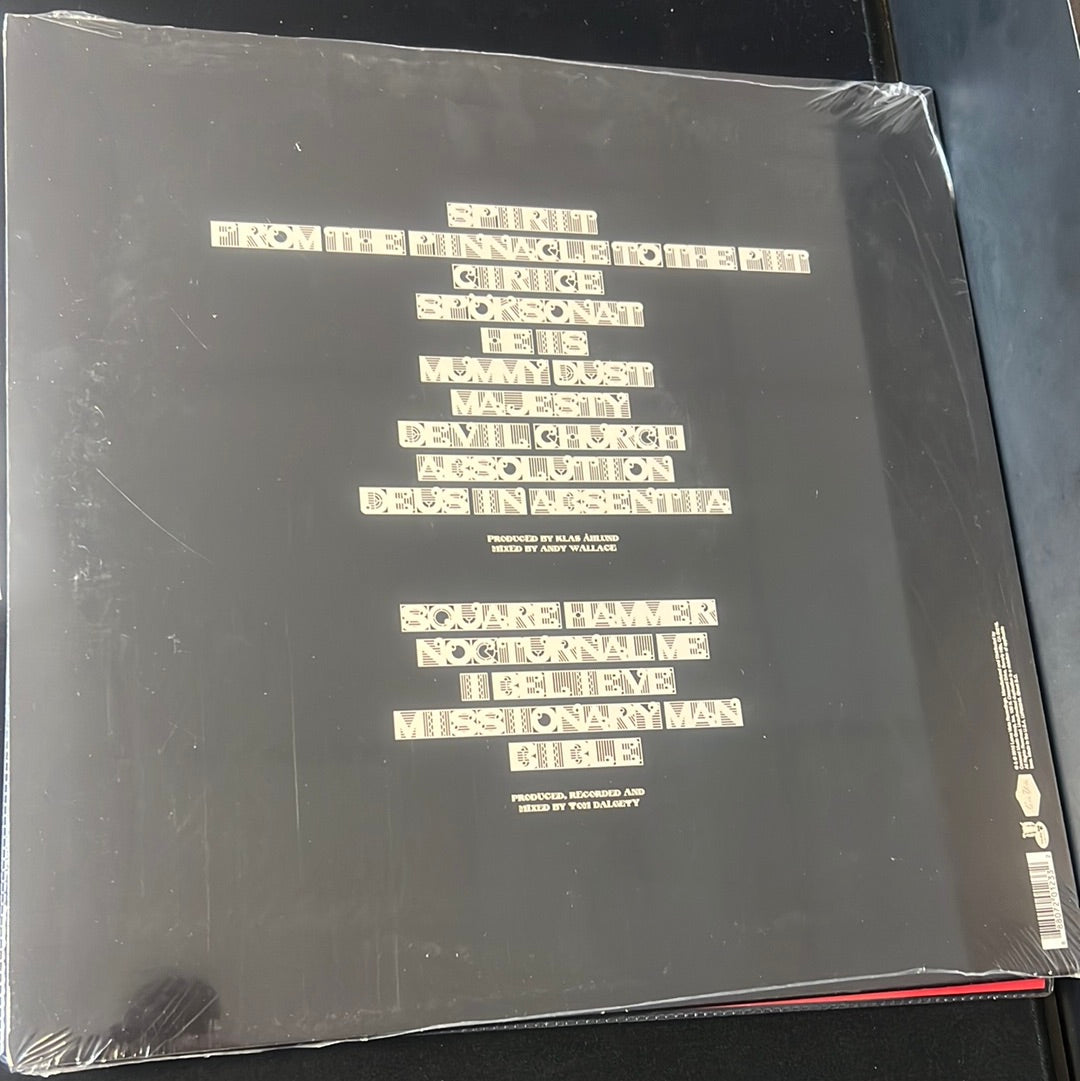 SPIRIT
FROM THE PINNACLE TO THE PIT
CIRICE
SPÖKSONAT
HE IS
MUMMY DUST
MAJESTY
DEVIL CHURCH
ABSOLUTION
DEUS IN ABSENTIA
PRODUCED BY KLAS ÅHLUND
MIXED BY ANDY WALLACE
SQUARE HAMMER
NOCTURNAL ME
I BELIEVE
MISSIONARY MAN
BIBLE
PRODUCED, RECORDED AND
MIXED BY TOM DALGETY